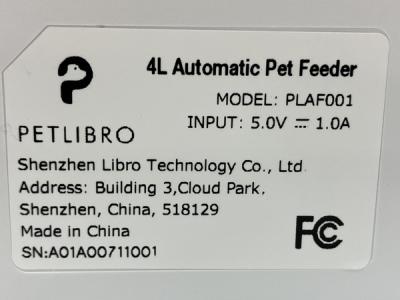 4L Automatic Pet Feeder
MODEL: PLAF001
INPUT: 5.0V ⎓ 1.0A
PETLIBRO
Shenzhen Libro Technology Co., Ltd
Address: Building 3,Cloud Park,
Shenzhen, China, 518129
Made in China
SN:A01A00711001
FC